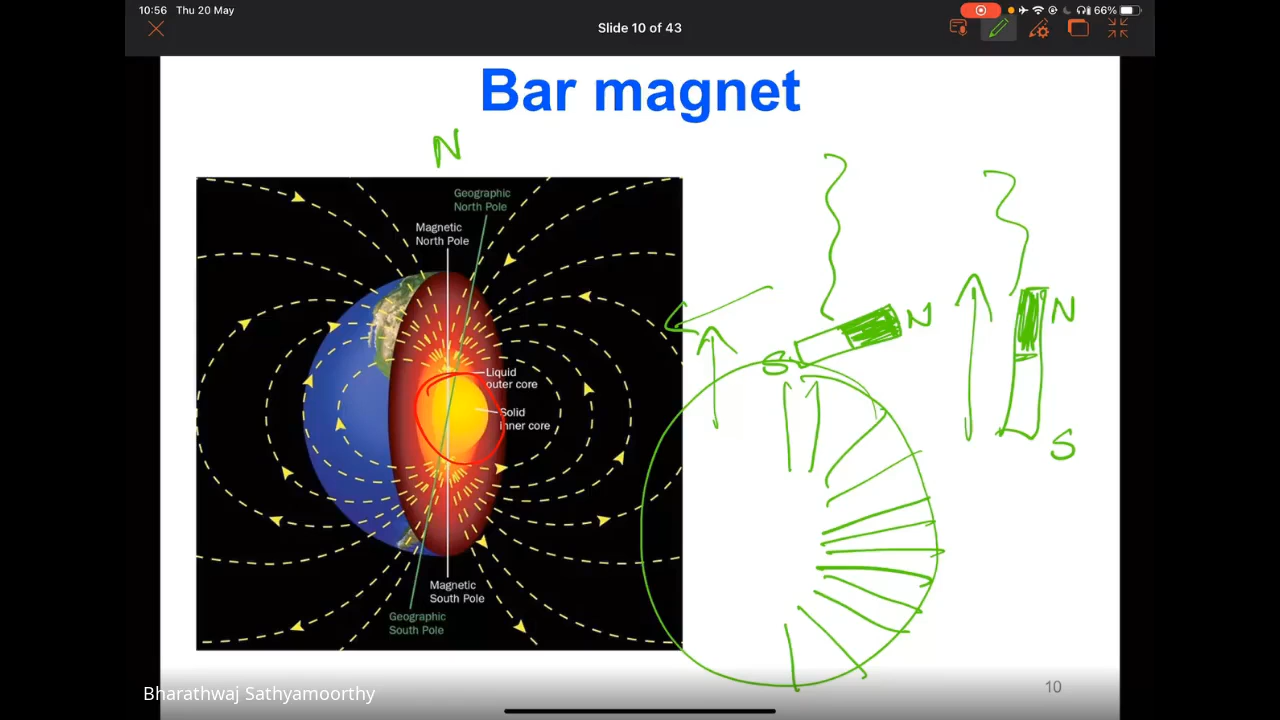 10:56 Thu 20 May
66%
Slide 10 of 43
Bar magnet
N
Geographic
North Pole
Magnetic
North Pole
Liquid
outer core
Solid
inner core
Magnetic
South Pole
Geographic
South Pole
N
S
N
S
10
Bharathwaj Sathyamoorthy